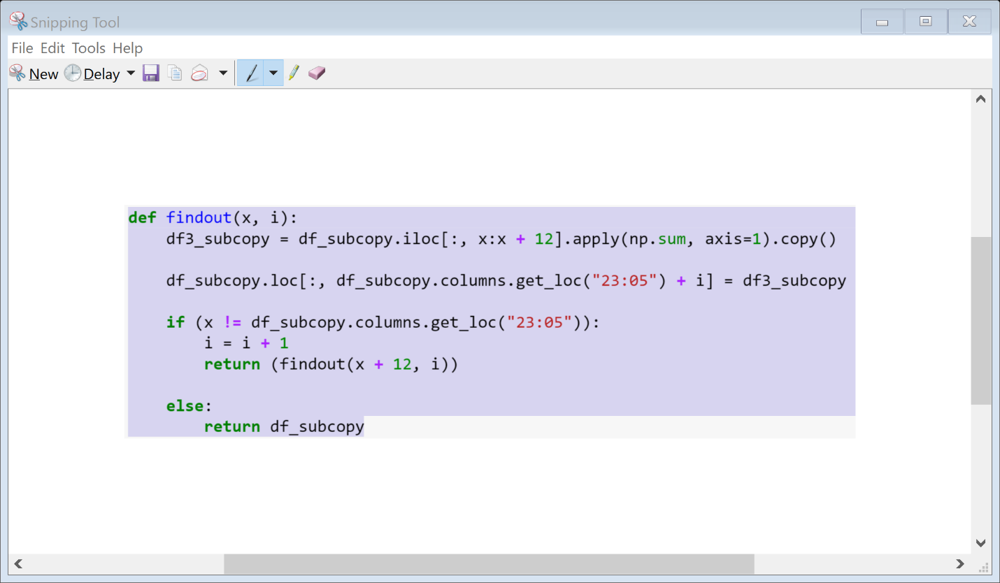 Snipping Tool
File Edit Tools Help
New Delay
def findout(x, i):
    df3_subcopy = df_subcopy.iloc[:, x:x + 12].apply(np.sum, axis=1).copy()
    df_subcopy.loc[:, df_subcopy.columns.get_loc("23:05") + i] = df3_subcopy
    if (x != df_subcopy.columns.get_loc("23:05")):
        i = i + 1
        return (findout(x + 12, i))
    else:
        return df_subcopy